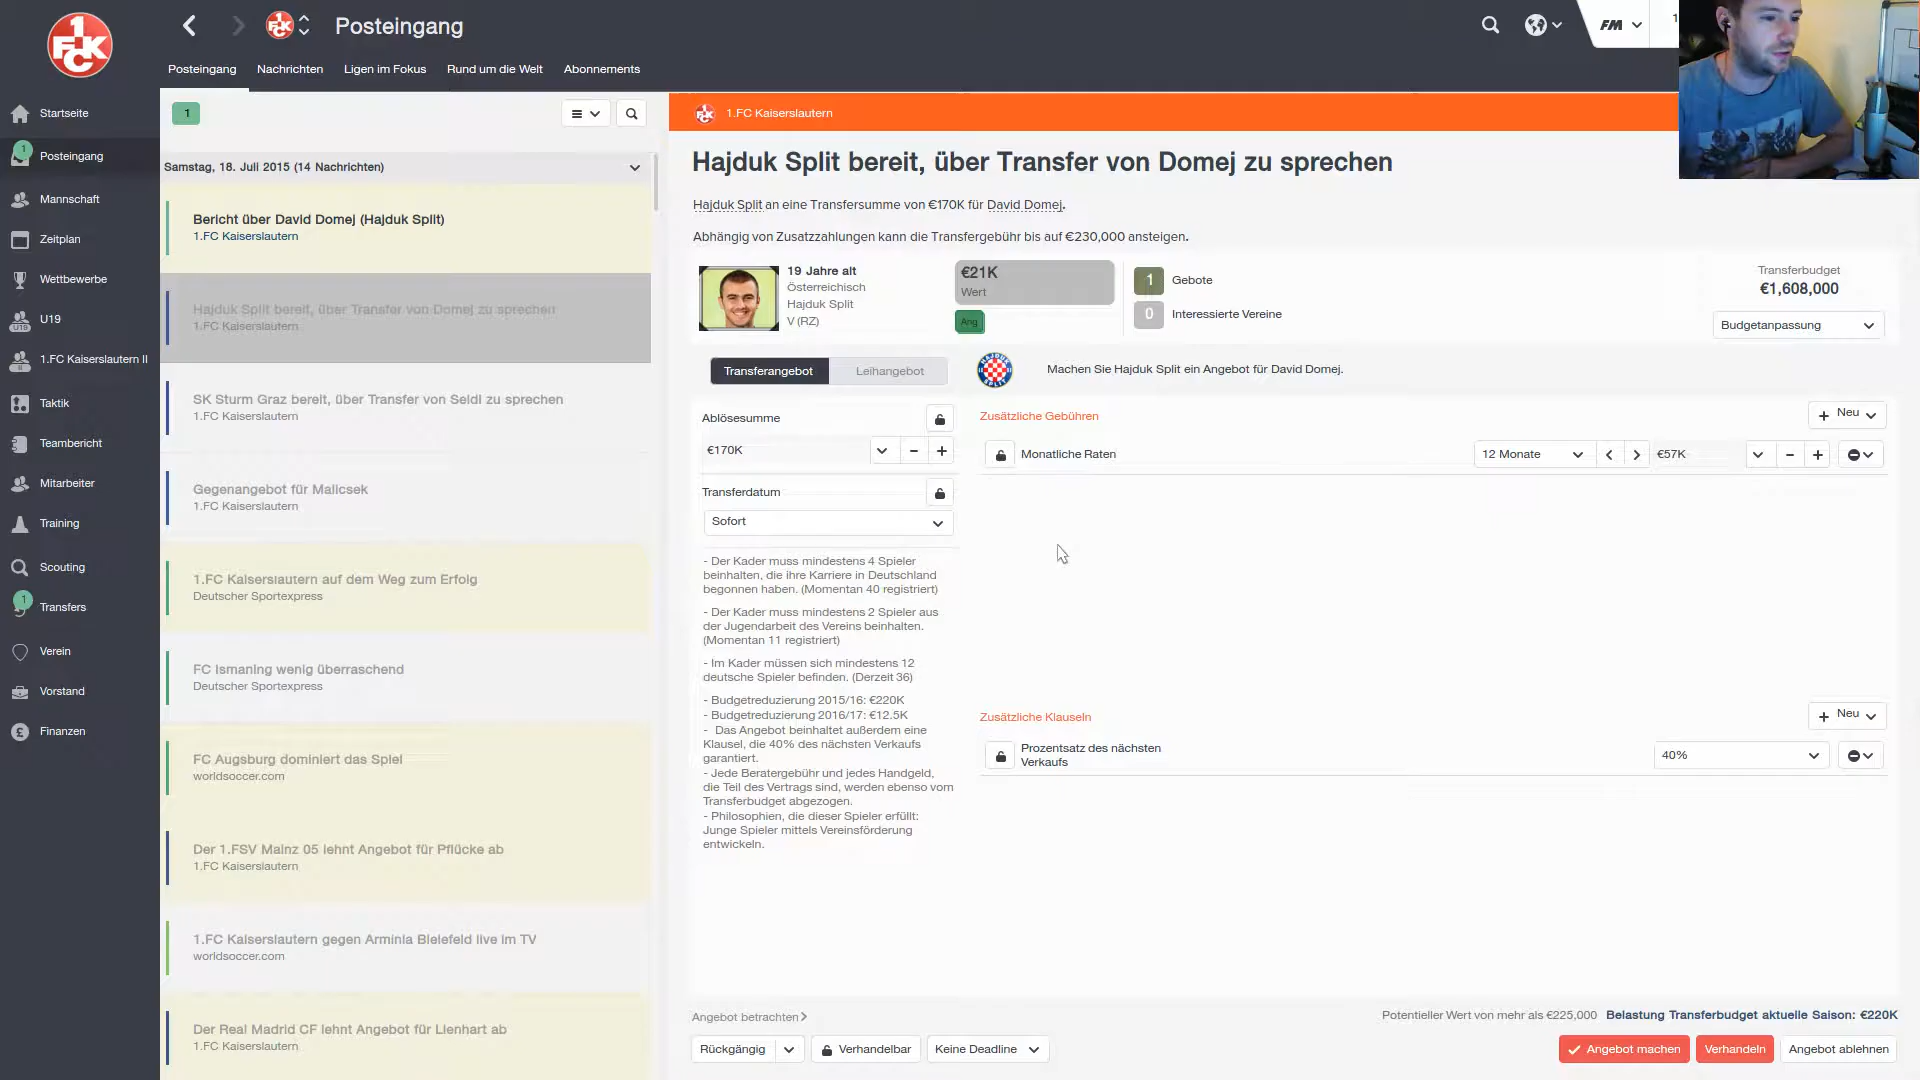 Posteingang
FM
1
Posteingang
Nachrichten
Ligen im Fokus
Rund um die Welt
Abonnements
Startseite
1
Posteingang
Mannschaft
Zeitplan
Wettbewerbe
U19
1.FC Kaiserslautern II
Taktik
Teambericht
Mitarbeiter
Training
Scouting
1
Transfers
Verein
Vorstand
Finanzen
1
Samstag, 18. Juli 2015 (14 Nachrichten)
Bericht über David Domej (Hajduk Split)
1.FC Kaiserslautern
Hajduk Split bereit, über Transfer von Domej zu sprechen
1.FC Kaiserslautern
SK Sturm Graz bereit, über Transfer von Seidl zu sprechen
1.FC Kaiserslautern
Gegenangebot für Malicsek
1.FC Kaiserslautern
1.FC Kaiserslautern auf dem Weg zum Erfolg
Deutscher Sportexpress
FC Ismaning wenig überraschend
Deutscher Sportexpress
FC Augsburg dominiert das Spiel
worldsoccer.com
Der 1.FSV Mainz 05 lehnt Angebot für Pflücke ab
1.FC Kaiserslautern
1.FC Kaiserslautern gegen Arminia Bielefeld live im TV
worldsoccer.com
Der Real Madrid CF lehnt Angebot für Lienhart ab
1.FC Kaiserslautern
1.FC Kaiserslautern
Hajduk Split bereit, über Transfer von Domej zu sprechen
Hajduk Split an eine Transfersumme von €170K für David Domej.
Abhängig von Zusatzzahlungen kann die Transfergebühr bis auf €230,000 ansteigen.
19 Jahre alt
Österreichisch
Hajduk Split
V (RZ)
€21K
Wert
Ang
1 Gebote
0 Interessierte Vereine
Transferbudget
€1,608,000
Budgetanpassung
Transferangebot
Leihangebot
HAJDUK SPLIT
Machen Sie Hajduk Split ein Angebot für David Domej.
Ablösesumme
€170K
Transferdatum
Sofort
- Der Kader muss mindestens 4 Spieler
beinhalten, die ihre Karriere in Deutschland
begonnen haben. (Momentan 40 registriert)
- Der Kader muss mindestens 2 Spieler aus
der Jugendarbeit des Vereins beinhalten.
(Momentan 11 registriert)
- Im Kader müssen sich mindestens 12
deutsche Spieler befinden. (Derzeit 36)
- Budgetreduzierung 2015/16: €220K
- Budgetreduzierung 2016/17: €12.5K
- Das Angebot beinhaltet außerdem eine
Klausel, die 40% des nächsten Verkaufs
garantiert.
- Jede Beratergebühr und jedes Handgeld,
die Teil des Vertrags sind, werden ebenso vom
Transferbudget abgezogen.
- Philosophien, die dieser Spieler erfüllt:
Junge Spieler mittels Vereinsförderung
entwickeln.
Zusätzliche Gebühren
+ Neu
Monatliche Raten
12 Monate
€57K
Zusätzliche Klauseln
+ Neu
Prozentsatz des nächsten
Verkaufs
40%
Angebot betrachten
Potentieller Wert von mehr als €225,000
Belastung Transferbudget aktuelle Saison: €220K
Rückgängig
Verhandelbar
Keine Deadline
Angebot machen
Verhandeln
Angebot ablehnen